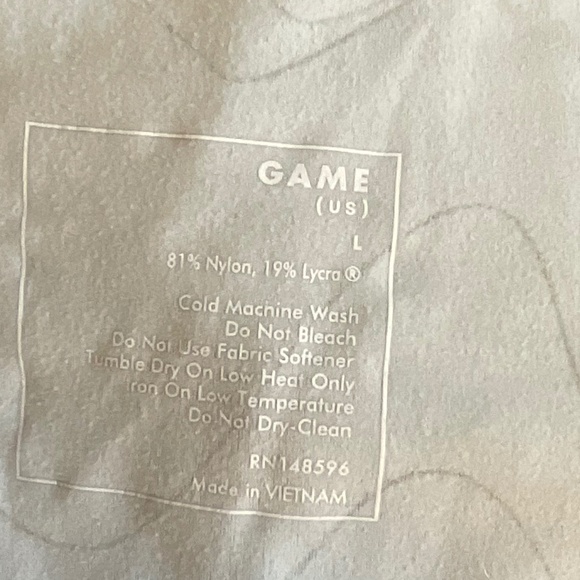 GAME
(US)
L
81% Nylon, 19% Lycra ®
Cold Machine Wash
Do Not Bleach
Do Not Use Fabric Softener
Tumble Dry On Low Heat Only
Iron On Low Temperature
Do Not Dry-Clean
RN148596
Made in VIETNAM